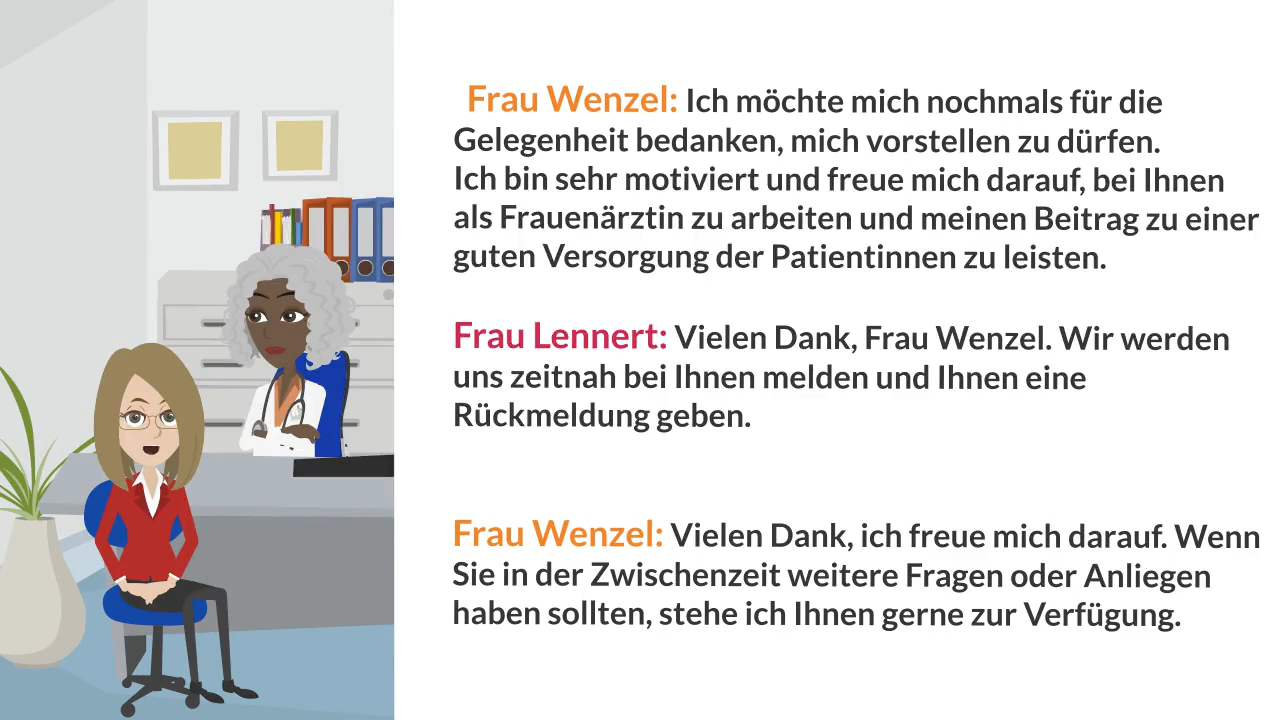 Frau Wenzel: Ich möchte mich nochmals für die
Gelegenheit bedanken, mich vorstellen zu dürfen.
Ich bin sehr motiviert und freue mich darauf, bei Ihnen
als Frauenärztin zu arbeiten und meinen Beitrag zu einer
guten Versorgung der Patientinnen zu leisten.
Frau Lennert: Vielen Dank, Frau Wenzel. Wir werden
uns zeitnah bei Ihnen melden und Ihnen eine
Rückmeldung geben.
Frau Wenzel: Vielen Dank, ich freue mich darauf. Wenn
Sie in der Zwischenzeit weitere Fragen oder Anliegen
haben sollten, stehe ich Ihnen gerne zur Verfügung.